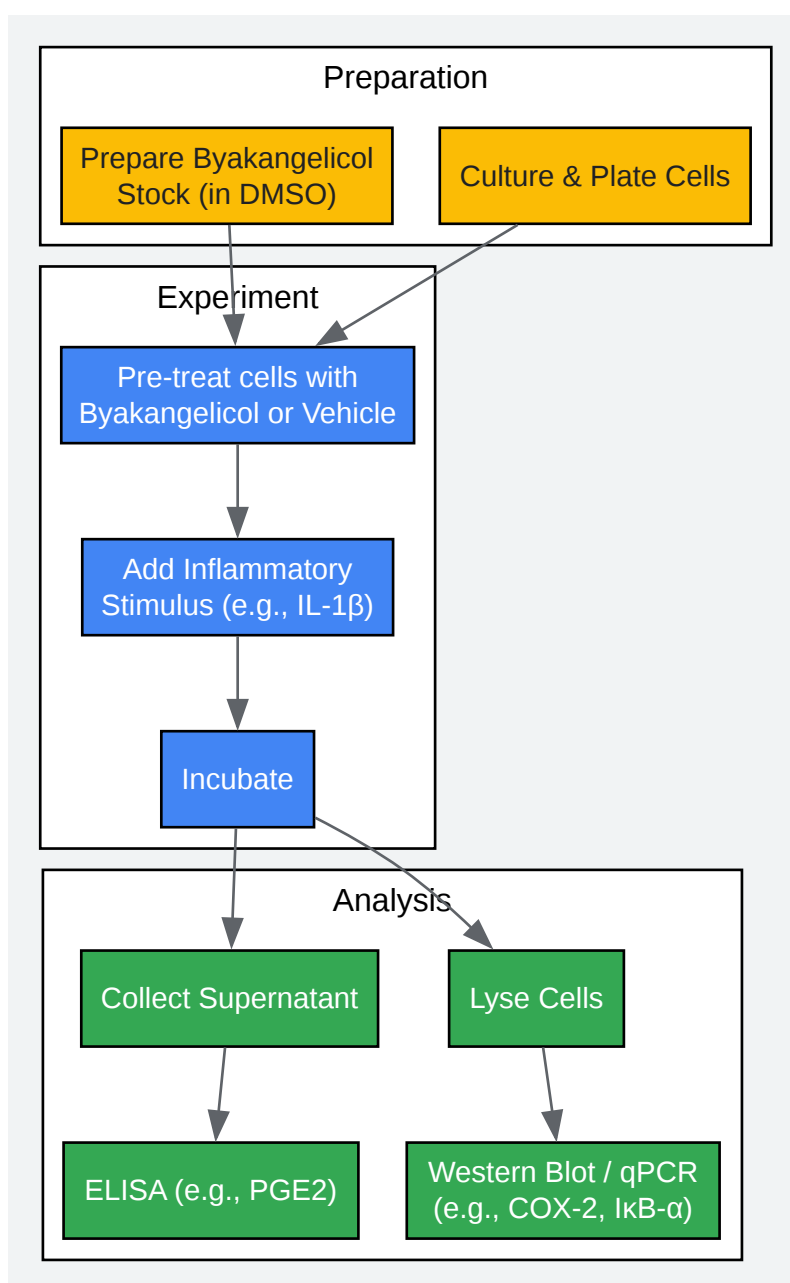 Preparation
Prepare Byakangelicol
Stock (in DMSO)
Culture & Plate Cells
Experiment
Pre-treat cells with
Byakangelicol or Vehicle
Add Inflammatory
Stimulus (e.g., IL-1β)
Incubate
Analysis
Collect Supernatant
Lyse Cells
ELISA (e.g., PGE2)
Western Blot / qPCR
(e.g., COX-2, IκB-α)